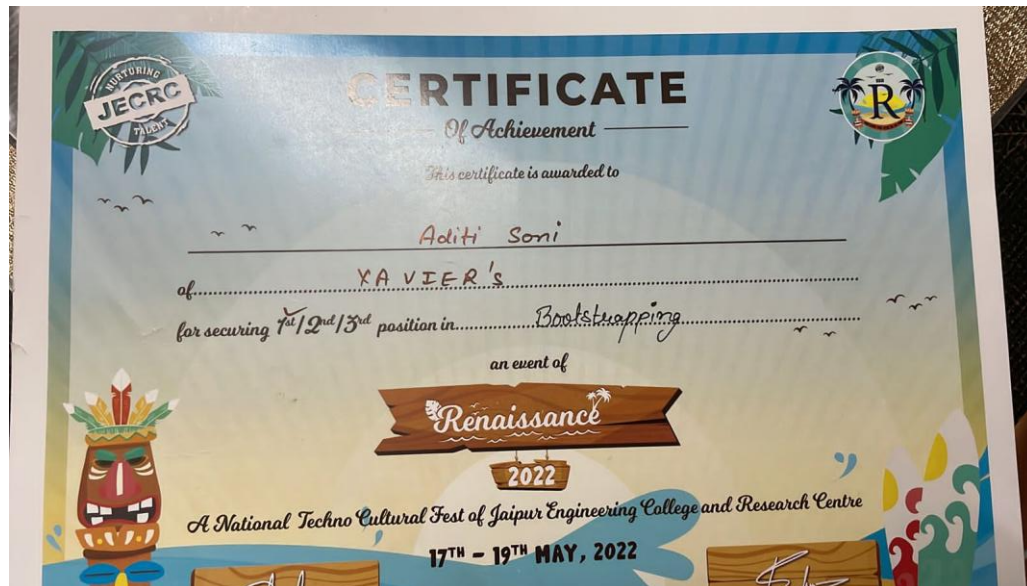 NURTURING
JECRC
TALENT
R
CERTIFICATE
Of Achievement
This certificate is awarded to
Aditi Soni
of XAVIER's
for securing 1st/2nd/3rd position in Bootstrapping
an event of
Renaissance
2022
A National Techno Cultural Fest of Jaipur Engineering College and Research Centre
17TH – 19TH MAY, 2022